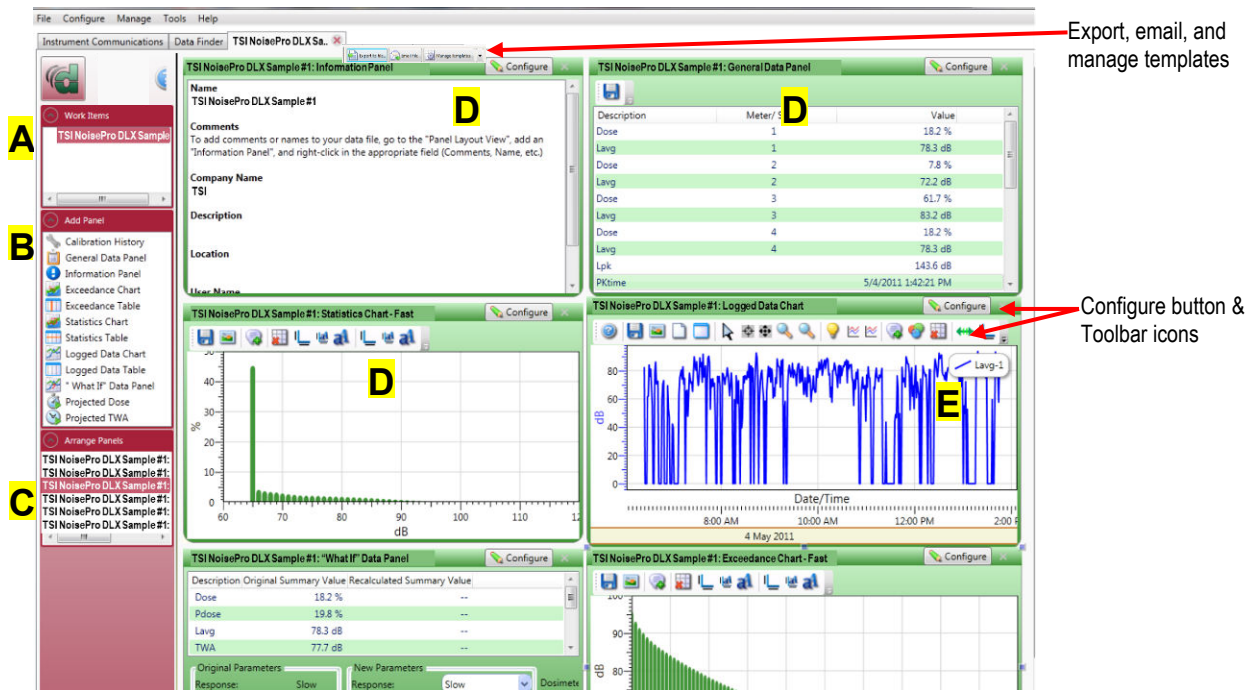 File Configure Manage Tools Help
Instrument Communications Data Finder TSI NoisePro DLX Sa..
Manage templates...
Export, email, and
manage templates
A
Work Items
TSI NoisePro DLX Sample
B
Add Panel
Calibration History
General Data Panel
Information Panel
Exceedance Chart
Exceedance Table
Statistics Chart
Statistics Table
Logged Data Chart
Logged Data Table
" What If" Data Panel
Projected Dose
Projected TWA
C
Arrange Panels
TSI NoisePro DLX Sample #1:
TSI NoisePro DLX Sample #1:
TSI NoisePro DLX Sample #1:
TSI NoisePro DLX Sample #1:
TSI NoisePro DLX Sample #1:
TSI NoisePro DLX Sample #1:
TSI NoisePro DLX Sample #1: Information Panel Configure
D
Name
TSI NoisePro DLX Sample #1
Comments
To add comments or names to your data file, go to the "Panel Layout View", add an
"Information Panel", and right-click in the appropriate field (Comments, Name, etc.)
Company Name
TSI
Description
Location
User Name
TSI NoisePro DLX Sample #1: General Data Panel Configure
D
Description Meter/ Value
Dose 1 18.2 %
Lavg 1 78.3 dB
Dose 2 7.8 %
Lavg 2 72.2 dB
Dose 3 61.7 %
Lavg 3 83.2 dB
Dose 4 18.2 %
Lavg 4 78.3 dB
Lpk 143.6 dB
PKtime 5/4/2011 1:42:21 PM
TSI NoisePro DLX Sample #1: Statistics Chart - Fast Configure
D
50
40
30
20
10
0
%
60 70 80 90 100 110 12
dB
TSI NoisePro DLX Sample #1: Logged Data Chart Configure
Configure button &
Toolbar icons
Lavg-1
E
80
60
40
20
0
dB
Date/Time
8:00 AM 10:00 AM 12:00 PM 2:00 P
4 May 2011
TSI NoisePro DLX Sample #1: "What If" Data Panel Configure
Description Original Summary Value Recalculated Summary Value
Dose 18.2 % --
Pdose 19.8 % --
Lavg 78.3 dB --
TWA 77.7 dB --
Original Parameters New Parameters
Response: Slow Response: Slow Dosimete
TSI NoisePro DLX Sample #1: Exceedance Chart - Fast Configure
100
90
80
dB